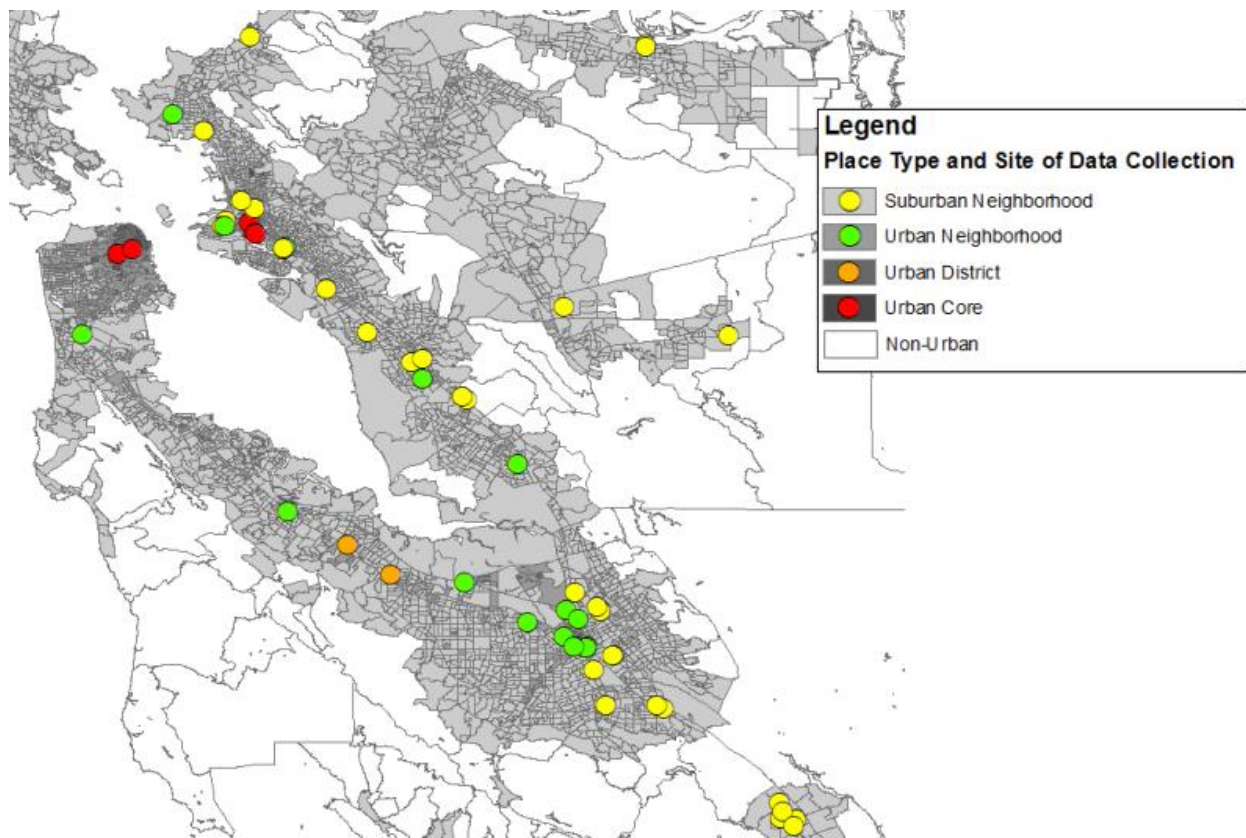 Legend
Place Type and Site of Data Collection
Suburban Neighborhood
Urban Neighborhood
Urban District
Urban Core
Non-Urban